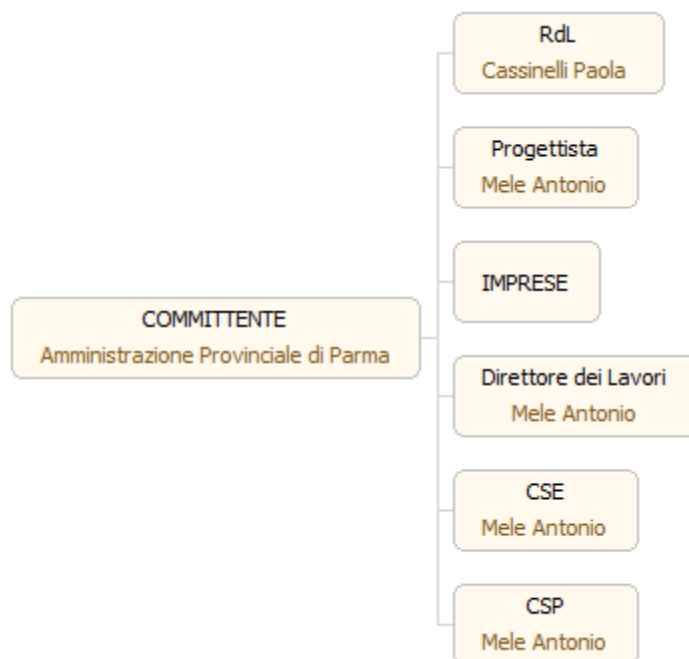 RdL
Cassinelli Paola
Progettista
Mele Antonio
IMPRESE
COMMITTENTE
Amministrazione Provinciale di Parma
Direttore dei Lavori
Mele Antonio
CSE
Mele Antonio
CSP
Mele Antonio